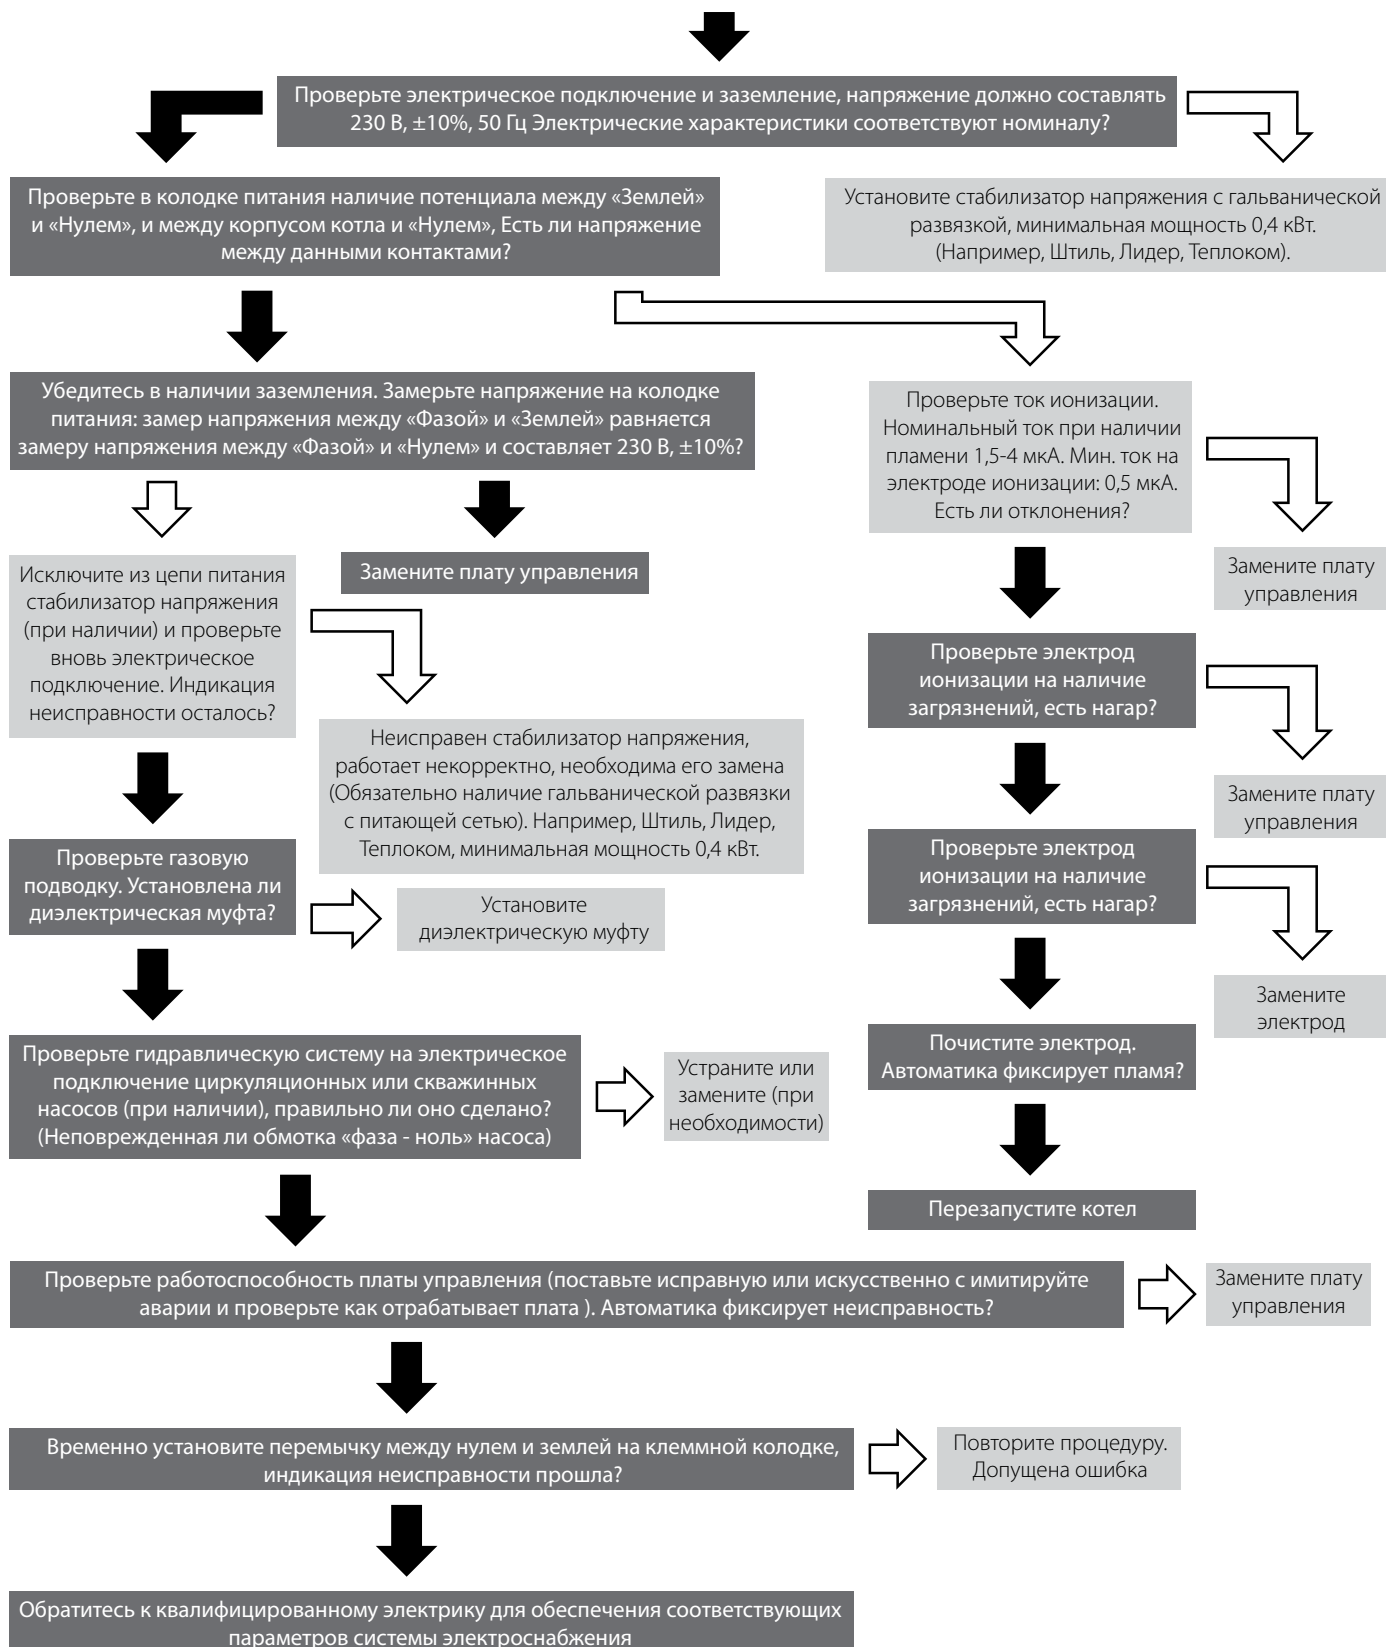 Проверьте электрическое подключение и заземление, напряжение должно составлять
230 В, ±10%, 50 Гц Электрические характеристики соответствуют номиналу?
Проверьте в колодке питания наличие потенциала между «Землей»
и «Нулем», и между корпусом котла и «Нулем», Есть ли напряжение
между данными контактами?
Установите стабилизатор напряжения с гальванической
развязкой, минимальная мощность 0,4 кВт.
(Например, Штиль, Лидер, Теплоком).
Убедитесь в наличии заземления. Замерьте напряжение на колодке
питания: замер напряжения между «Фазой» и «Землей» равняется
замеру напряжения между «Фазой» и «Нулем» и составляет 230 В, ±10%?
Проверьте ток ионизации.
Номинальный ток при наличии
пламени 1,5-4 мкА. Мин. ток на
электроде ионизации: 0,5 мкА.
Есть ли отклонения?
Исключите из цепи питания
стабилизатор напряжения
(при наличии) и проверьте
вновь электрическое
подключение. Индикация
неисправности осталось?
Замените плату управления
Замените плату
управления
Проверьте электрод
ионизации на наличие
загрязнений, есть нагар?
Неисправен стабилизатор напряжения,
работает некорректно, необходима его замена
(Обязательно наличие гальванической развязки
с питающей сетью). Например, Штиль, Лидер,
Теплоком, минимальная мощность 0,4 кВт.
Замените плату
управления
Проверьте газовую
подводку. Установлена ли
диэлектрическая муфта?
Установите
диэлектрическую муфту
Проверьте электрод
ионизации на наличие
загрязнений, есть нагар?
Замените
электрод
Проверьте гидравлическую систему на электрическое
подключение циркуляционных или скважинных
насосов (при наличии), правильно ли оно сделано?
(Неповрежденная ли обмотка «фаза - ноль» насоса)
Устраните или
замените (при
необходимости)
Почистите электрод.
Автоматика фиксирует пламя?
Перезапустите котел
Проверьте работоспособность платы управления (поставьте исправную или искусственно с имитируйте
аварии и проверьте как отрабатывает плата ). Автоматика фиксирует неисправность?
Замените плату
управления
Временно установите перемычку между нулем и землей на клеммной колодке,
индикация неисправности прошла?
Повторите процедуру.
Допущена ошибка
Обратитесь к квалифицированному электрику для обеспечения соответствующих
параметров системы электроснабжения